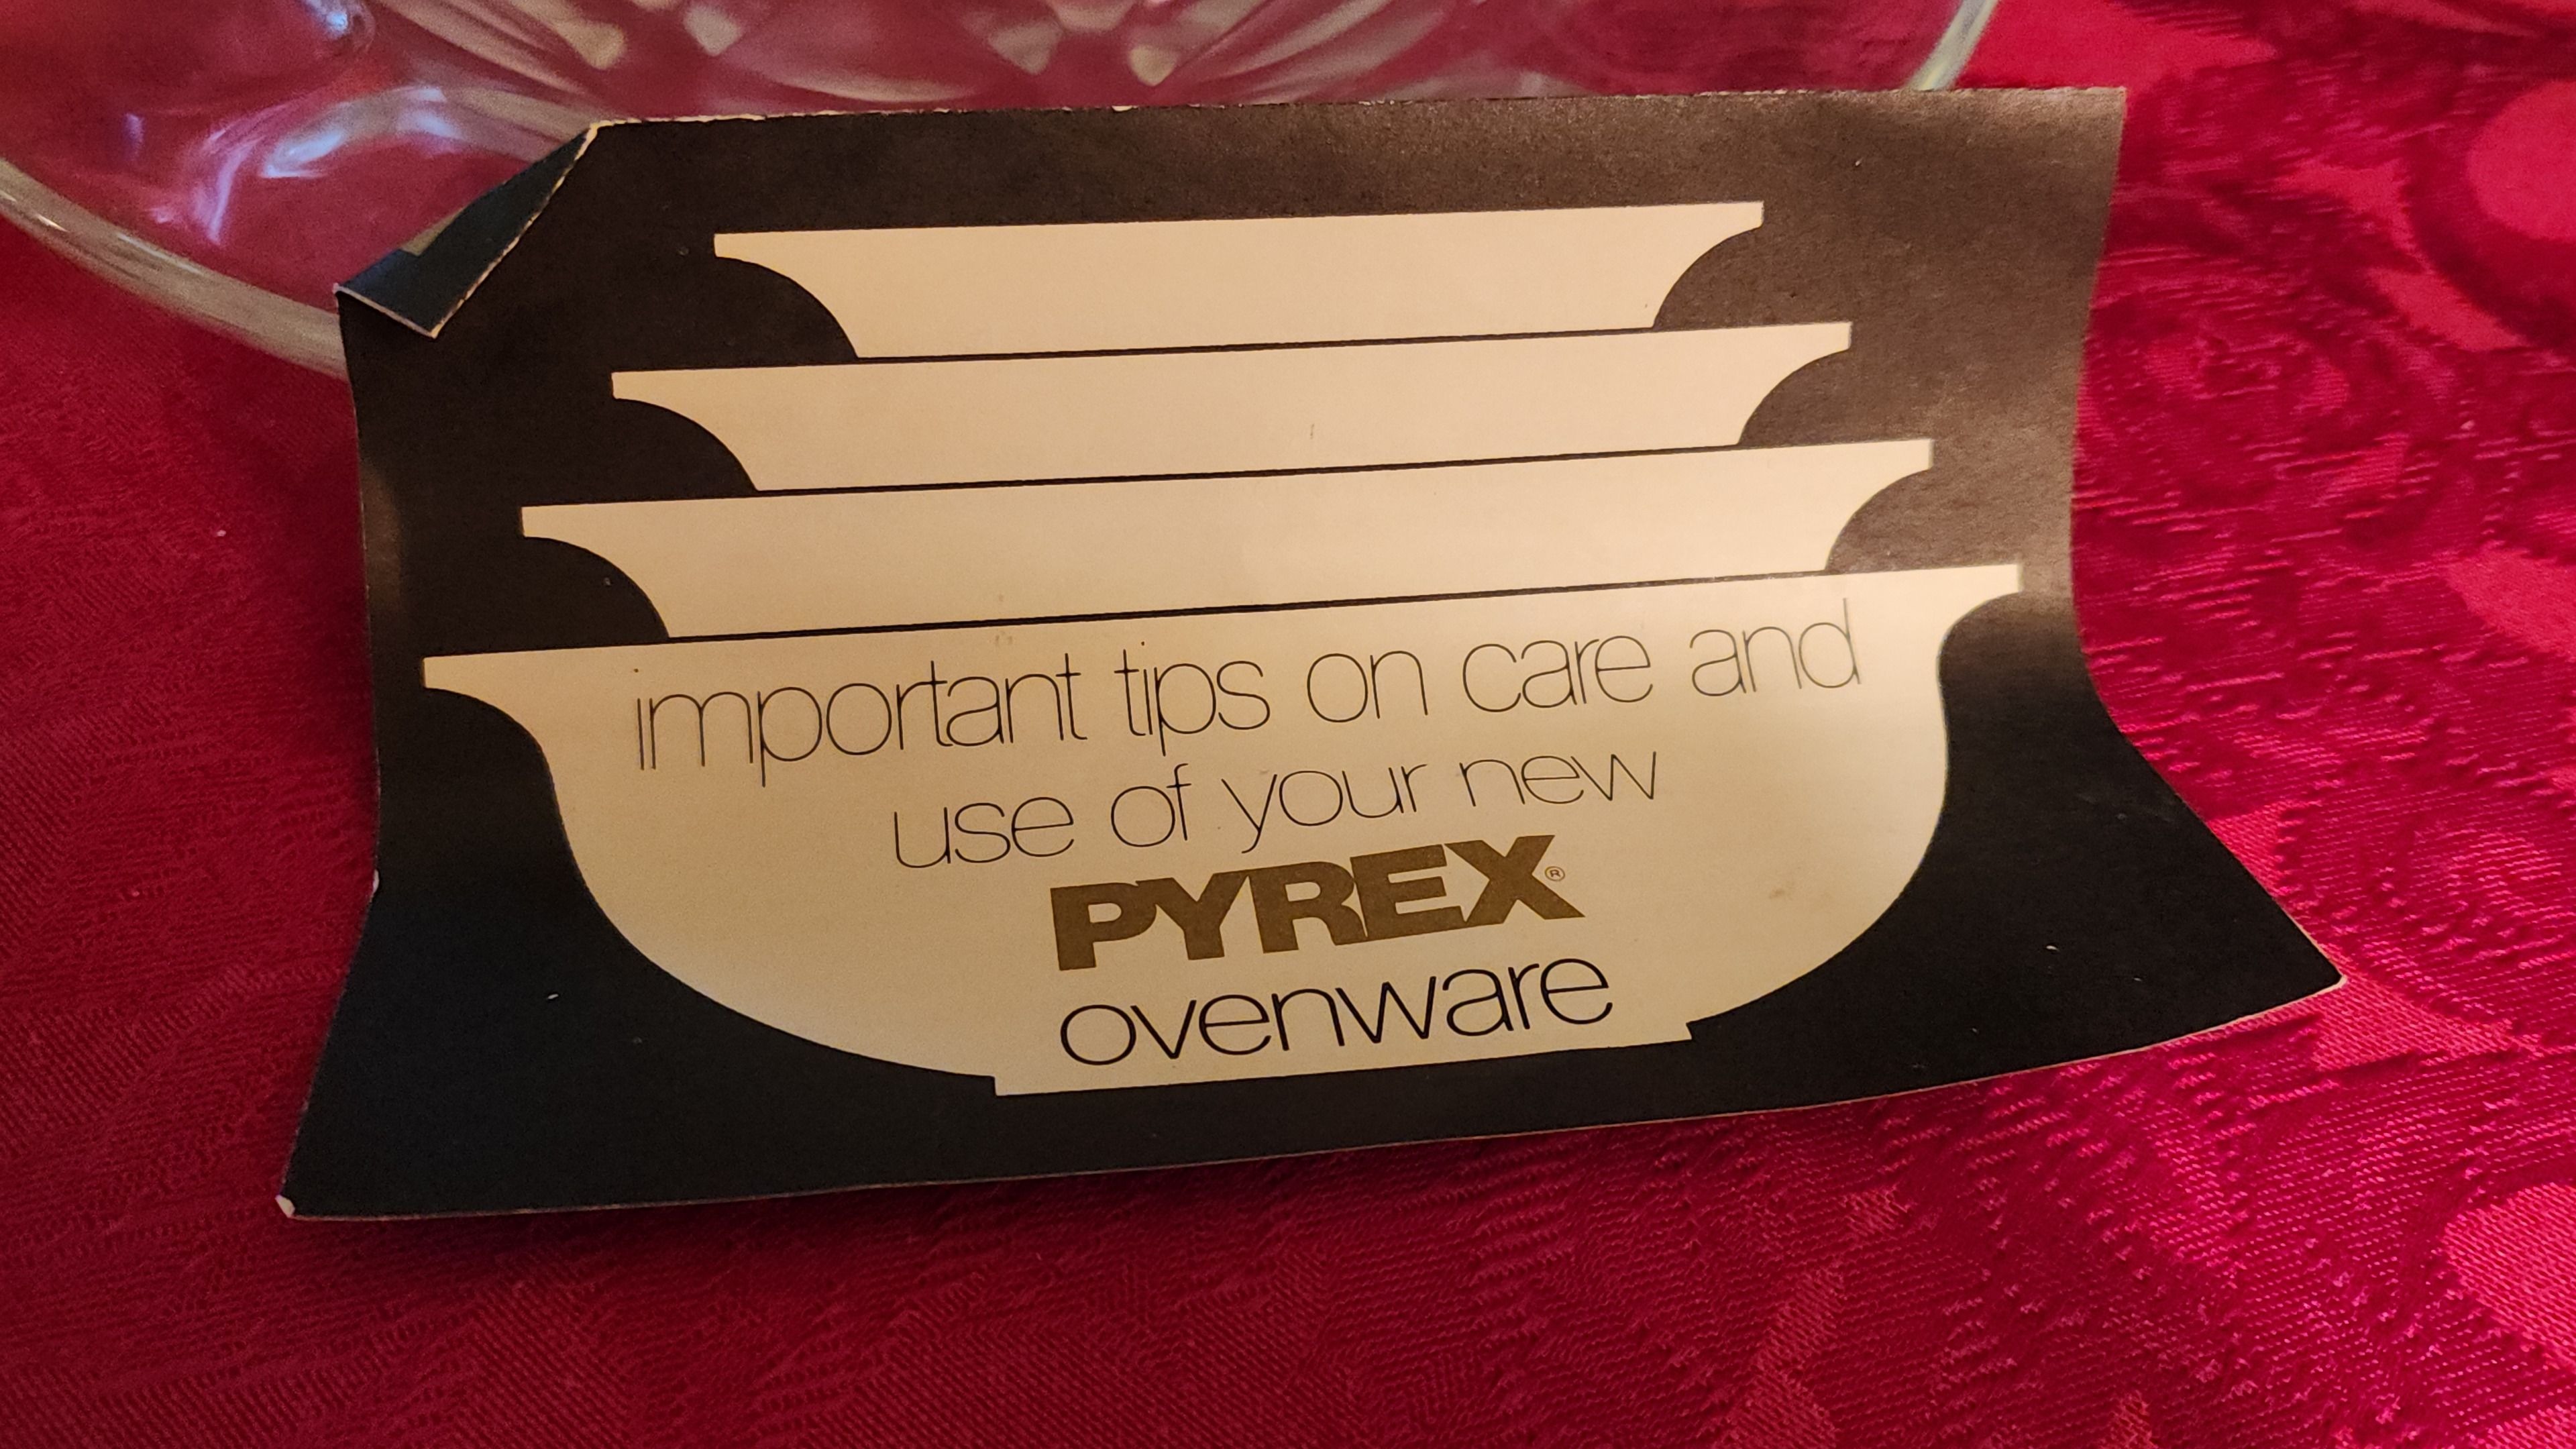 important tips on care and
use of your new
PYREX®
ovenware